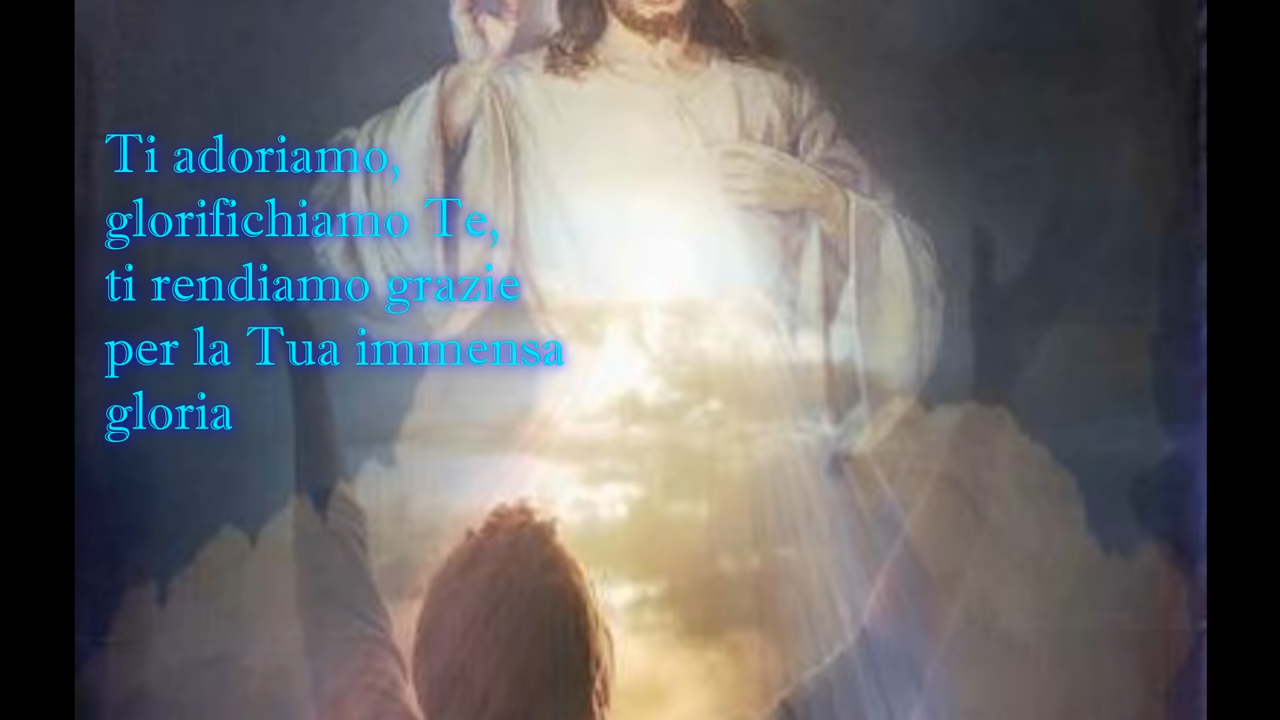 Ti adoriamo,
glorifichiamo Te,
ti rendiamo grazie
per la Tua immensa
gloria